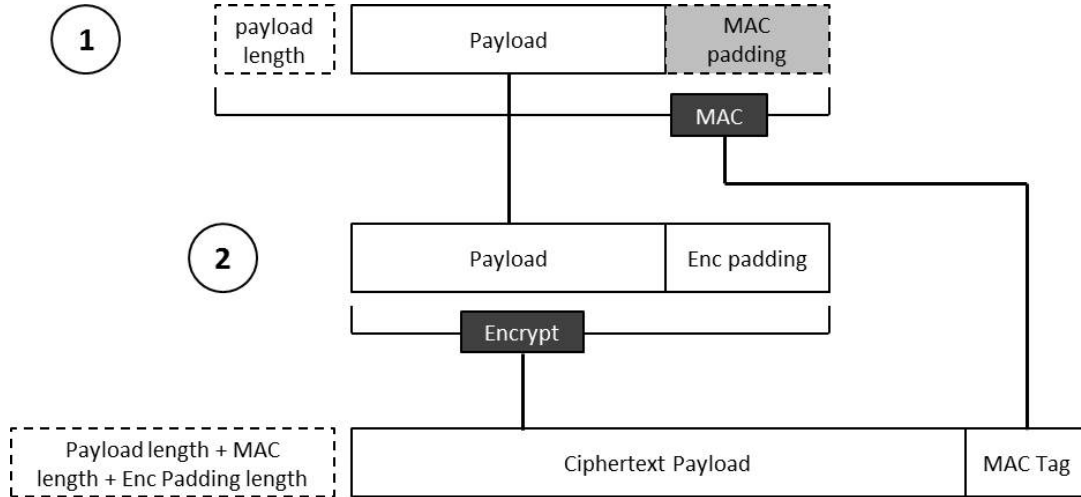 1
payload
length
Payload
MAC
padding
MAC
2
Payload
Enc padding
Encrypt
Payload length + MAC
length + Enc Padding length
Ciphertext Payload
MAC Tag